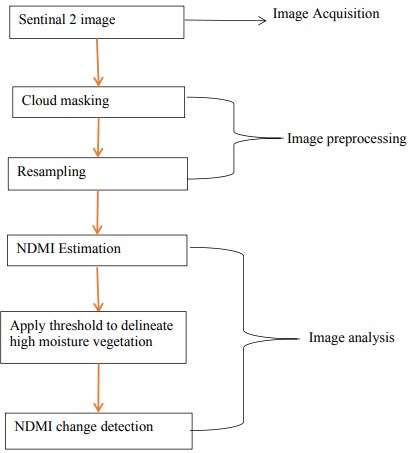 Sentinal 2 image
Image Acquisition
Cloud masking
Image preprocessing
Resampling
NDMI Estimation
Apply threshold to delineate
high moisture vegetation
Image analysis
NDMI change detection